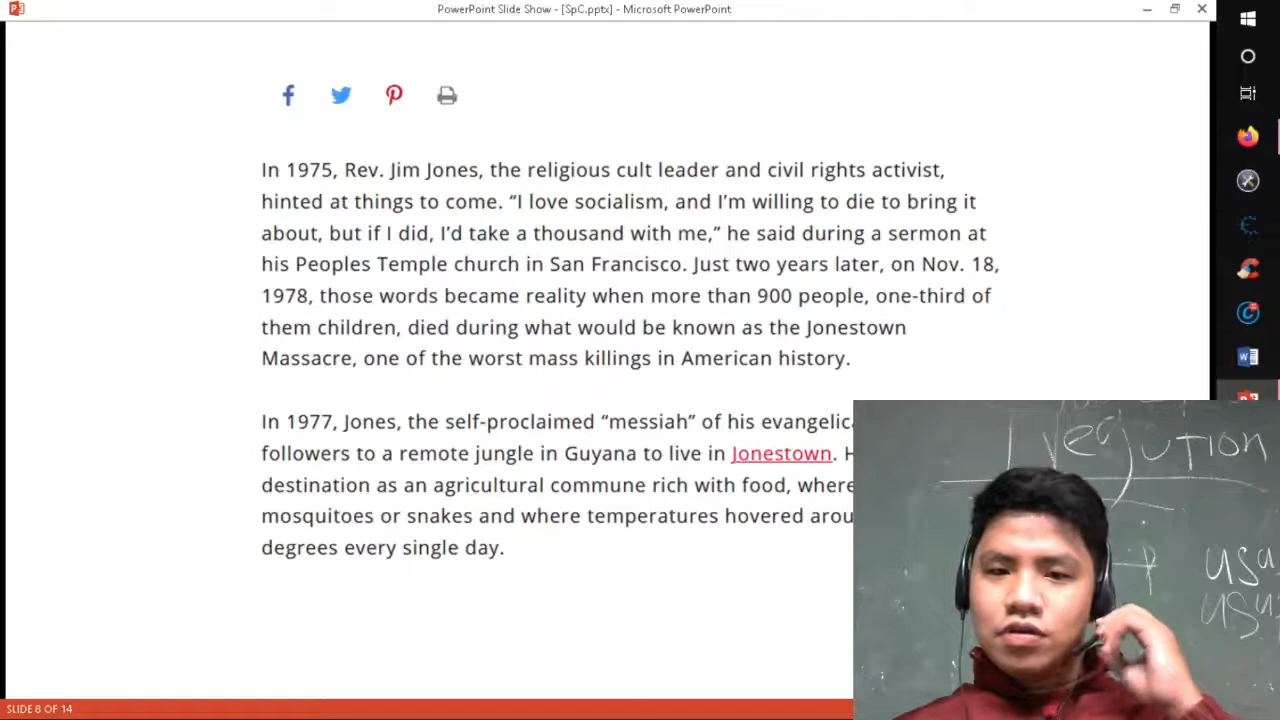 PowerPoint Slide Show - [SpC.pptx] - Microsoft PowerPoint
In 1975, Rev. Jim Jones, the religious cult leader and civil rights activist,
hinted at things to come. “I love socialism, and I’m willing to die to bring it
about, but if I did, I’d take a thousand with me,” he said during a sermon at
his Peoples Temple church in San Francisco. Just two years later, on Nov. 18,
1978, those words became reality when more than 900 people, one-third of
them children, died during what would be known as the Jonestown
Massacre, one of the worst mass killings in American history.
In 1977, Jones, the self-proclaimed “messiah” of his evangelica
followers to a remote jungle in Guyana to live in Jonestown. H
destination as an agricultural commune rich with food, where
mosquitoes or snakes and where temperatures hovered arou
degrees every single day.
SLIDE 8 OF 14